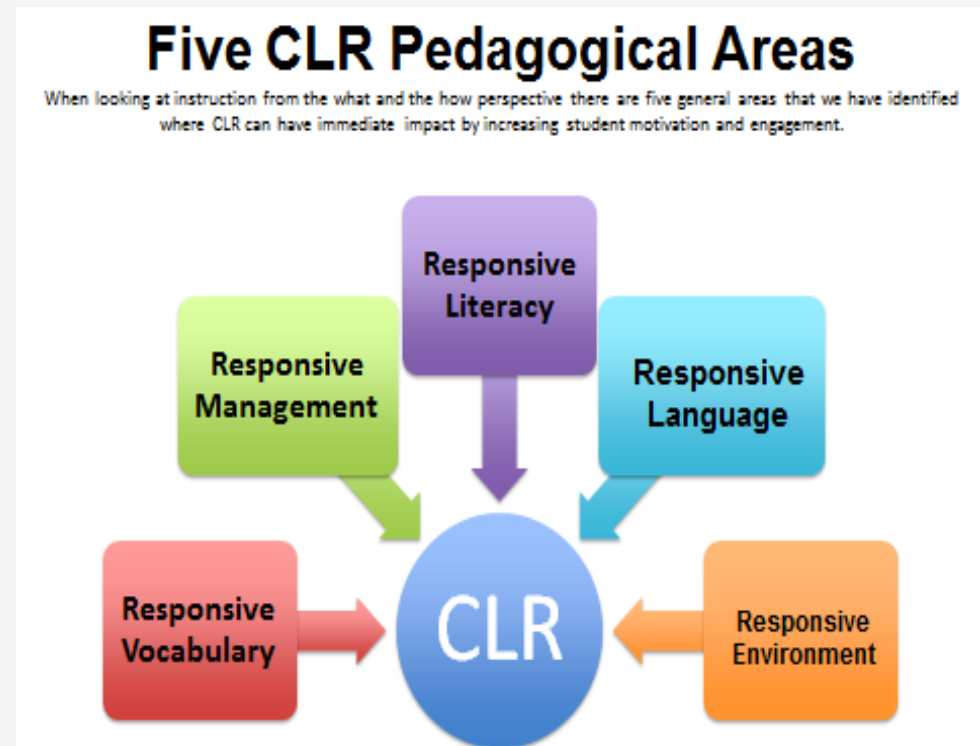 Five CLR Pedagogical Areas
When looking at instruction from the what and the how perspective there are five general areas that we have identified
where CLR can have immediate impact by increasing student motivation and engagement.
Responsive
Literacy
Responsive
Management
Responsive
Language
Responsive
Vocabulary
CLR
Responsive
Environment